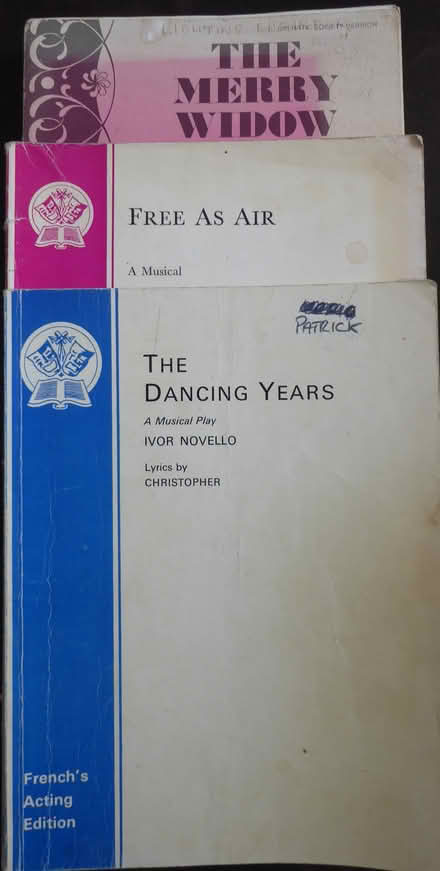 THE
MERRY
WIDOW
FREE AS AIR
A Musical
PATRICK
THE
DANCING YEARS
A Musical Play
IVOR NOVELLO
Lyrics by
CHRISTOPHER
French's
Acting
Edition